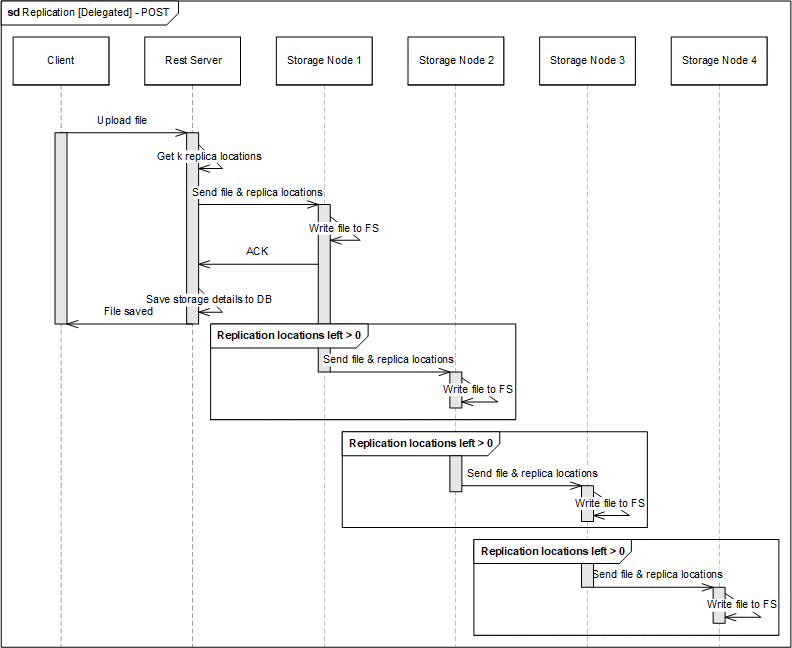 sd Replication [Delegated] - POST
Client
Rest Server
Storage Node 1
Storage Node 2
Storage Node 3
Storage Node 4
Upload file
Get k replica locations
Send file & replica locations
Write file to FS
ACK
Save storage details to DB
File saved
Replication locations left > 0
Send file & replica locations
Write file to FS
Replication locations left > 0
Send file & replica locations
Write file to FS
Replication locations left > 0
Send file & replica locations
Write file to FS